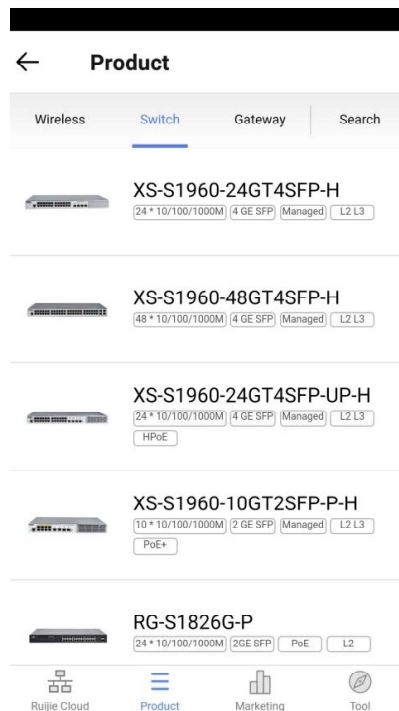 Product
Wireless Switch Gateway Search
XS-S1960-24GT4SFP-H
24 * 10/100/1000M 4 GE SFP Managed L2 L3
XS-S1960-48GT4SFP-H
48 * 10/100/1000M 4 GE SFP Managed L2 L3
XS-S1960-24GT4SFP-UP-H
24 * 10/100/1000M 4 GE SFP Managed L2 L3
HPoE
XS-S1960-10GT2SFP-P-H
10 * 10/100/1000M 2 GE SFP Managed L2 L3
PoE+
RG-S1826G-P
24 * 10/100/1000M 2GE SFP PoE L2
Ruijie Cloud Product Marketing Tool